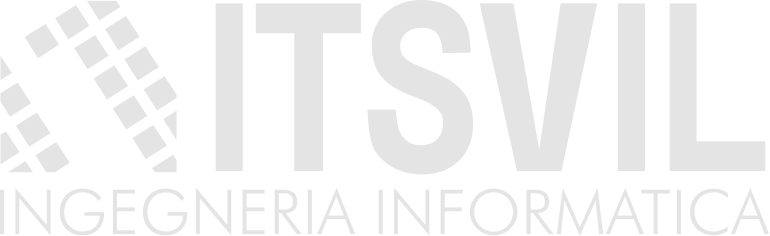 ITSVIL
INGEGNERIA INFORMATICA